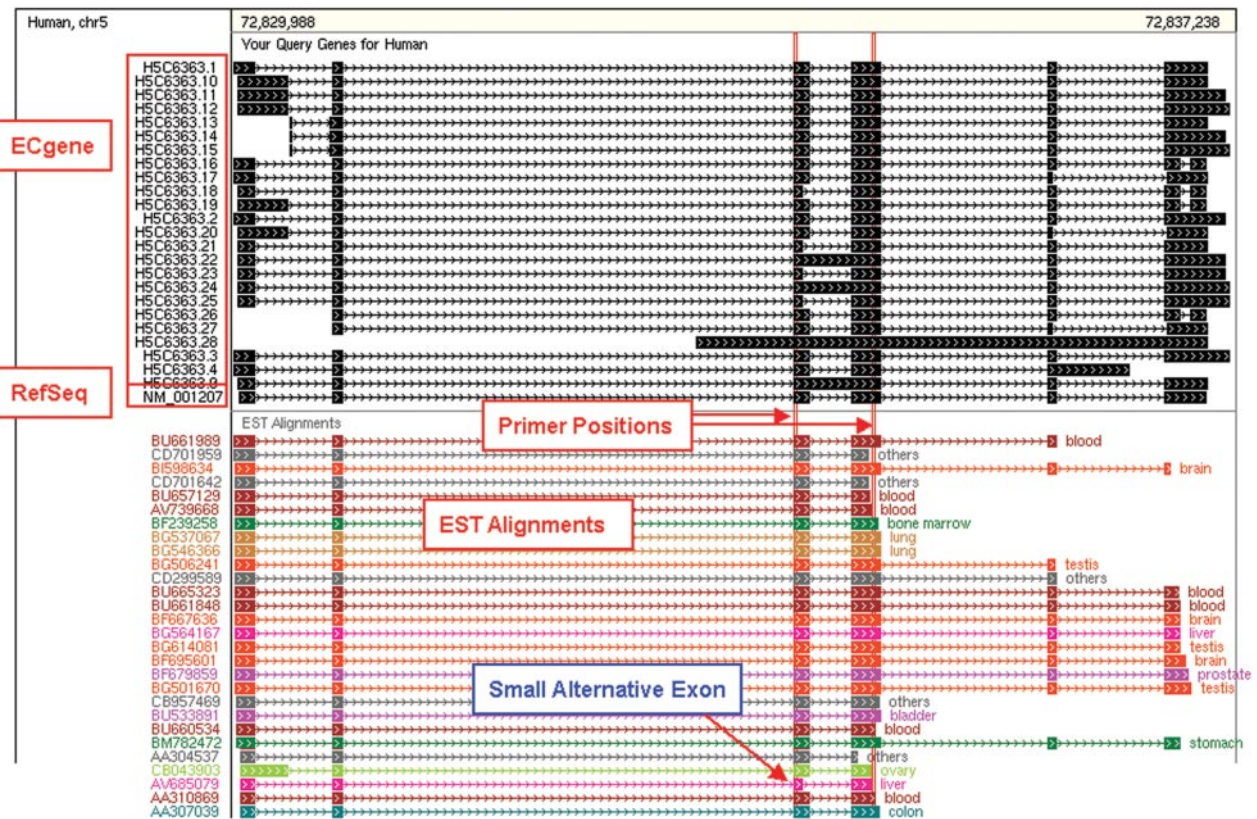 Human, chr5 72,829,988 72,837,238
Your Query Genes for Human
H5C6363.1
H5C6363.10
H5C6363.11
H5C6363.12
H5C6363.13
H5C6363.14
ECgene
H5C6363.15
H5C6363.16
H5C6363.17
H5C6363.18
H5C6363.19
H5C6363.2
H5C6363.20
H5C6363.21
H5C6363.22
H5C6363.23
H5C6363.24
H5C6363.25
H5C6363.26
H5C6363.27
H5C6363.28
H5C6363.3
H5C6363.4
RefSeq
H5C6363.9
NM_001207
EST Alignments
Primer Positions
BU661989 blood
CD701959 others
BI598634 brain
CD701642 others
BU657129 blood
AV739668 blood
EST Alignments
BF239258 bone marrow
BG537067 lung
BG546366 lung
BG506241 testis
CD299589 others
BU665323 blood
BU661848 blood
BF667636 brain
BG564167 liver
BG614081 testis
BF695601 brain
BF679859 prostate
Small Alternative Exon
BG501670 testis
CB957469 others
BU533891 bladder
BU660534 blood
BM782472 stomach
AA304537 others
CB043903 ovary
AV685079 liver
AA310869 blood
AA307039 colon